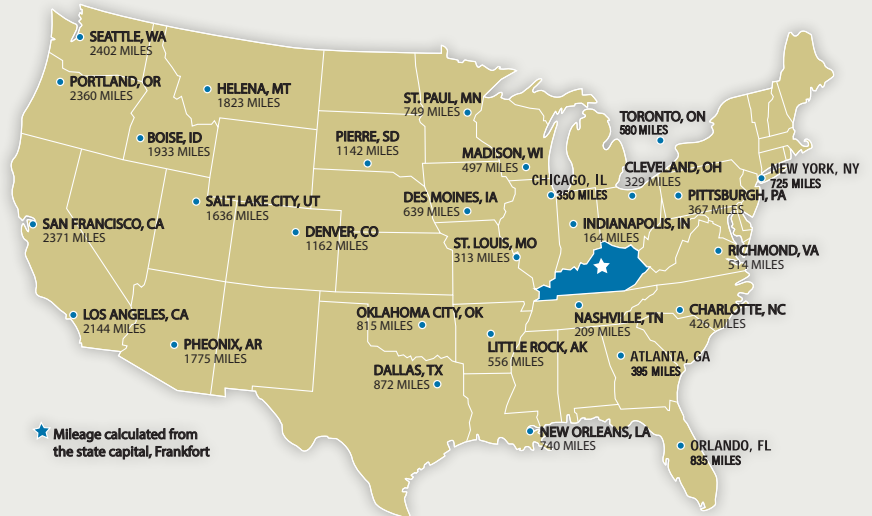 SEATTLE, WA
2402 MILES
PORTLAND, OR
2360 MILES
HELENA, MT
1823 MILES
BOISE, ID
1933 MILES
ST. PAUL, MN
749 MILES
PIERRE, SD
1142 MILES
MADISON, WI
497 MILES
TORONTO, ON
580 MILES
CHICAGO, IL
350 MILES
CLEVELAND, OH
329 MILES
NEW YORK, NY
725 MILES
PITTSBURGH, PA
367 MILES
SALT LAKE CITY, UT
1636 MILES
DES MOINES, IA
639 MILES
SAN FRANCISCO, CA
2371 MILES
DENVER, CO
1162 MILES
INDIANAPOLIS, IN
164 MILES
ST. LOUIS, MO
313 MILES
RICHMOND, VA
514 MILES
LOS ANGELES, CA
2144 MILES
PHEONIX, AR
1775 MILES
OKLAHOMA CITY, OK
815 MILES
LITTLE ROCK, AK
556 MILES
NASHVILLE, TN
209 MILES
CHARLOTTE, NC
426 MILES
ATLANTA, GA
395 MILES
DALLAS, TX
872 MILES
NEW ORLEANS, LA
740 MILES
ORLANDO, FL
835 MILES
Mileage calculated from
the state capital, Frankfort